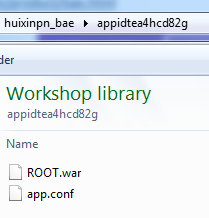 huixinpn_bae ▸ appidtea4hcd82g
der
Workshop library
appidtea4hcd82g
Name
ROOT.war
app.conf